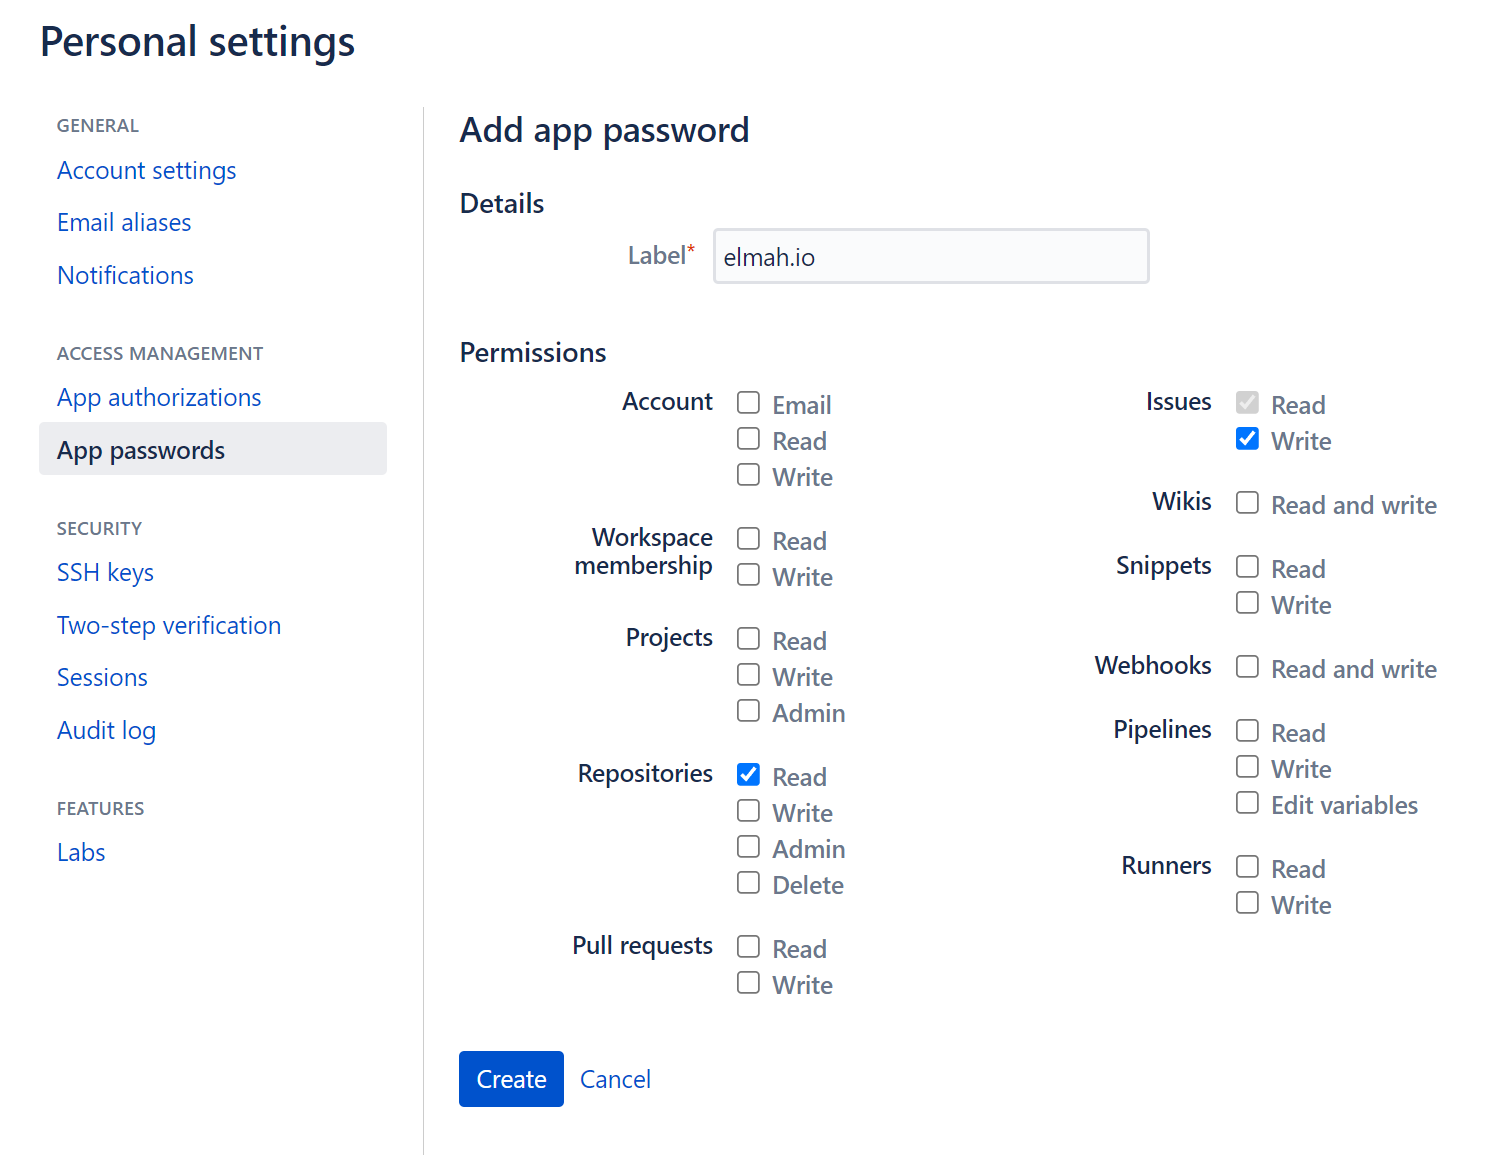 Personal settings
GENERAL
Account settings
Email aliases
Notifications
ACCESS MANAGEMENT
App authorizations
App passwords
SECURITY
SSH keys
Two-step verification
Sessions
Audit log
FEATURES
Labs
Add app password
Details
Label* elmah.io
Permissions
Account Email
Read
Write
Workspace membership Read
Write
Projects Read
Write
Admin
Repositories Read
Write
Admin
Delete
Pull requests Read
Write
Issues Read
Write
Wikis Read and write
Snippets Read
Write
Webhooks Read and write
Pipelines Read
Write
Edit variables
Runners Read
Write
Create Cancel